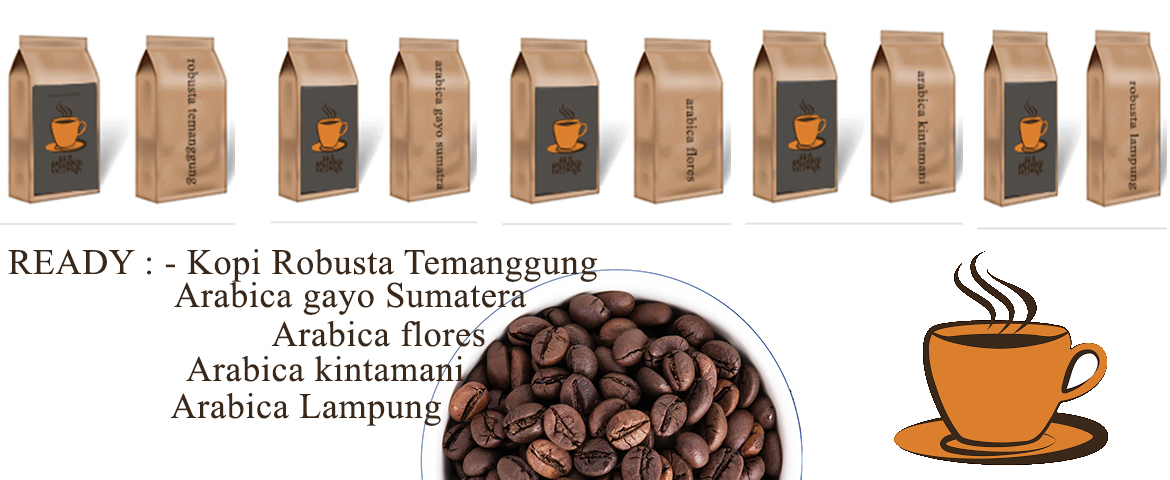 robusta temanggung
arabica gayo sumatra
arabica flores
arabica kintamani
robusta lampung
READY : - Kopi Robusta Temanggung
Arabica gayo Sumatera
Arabica flores
Arabica kintamani
Arabica Lampung